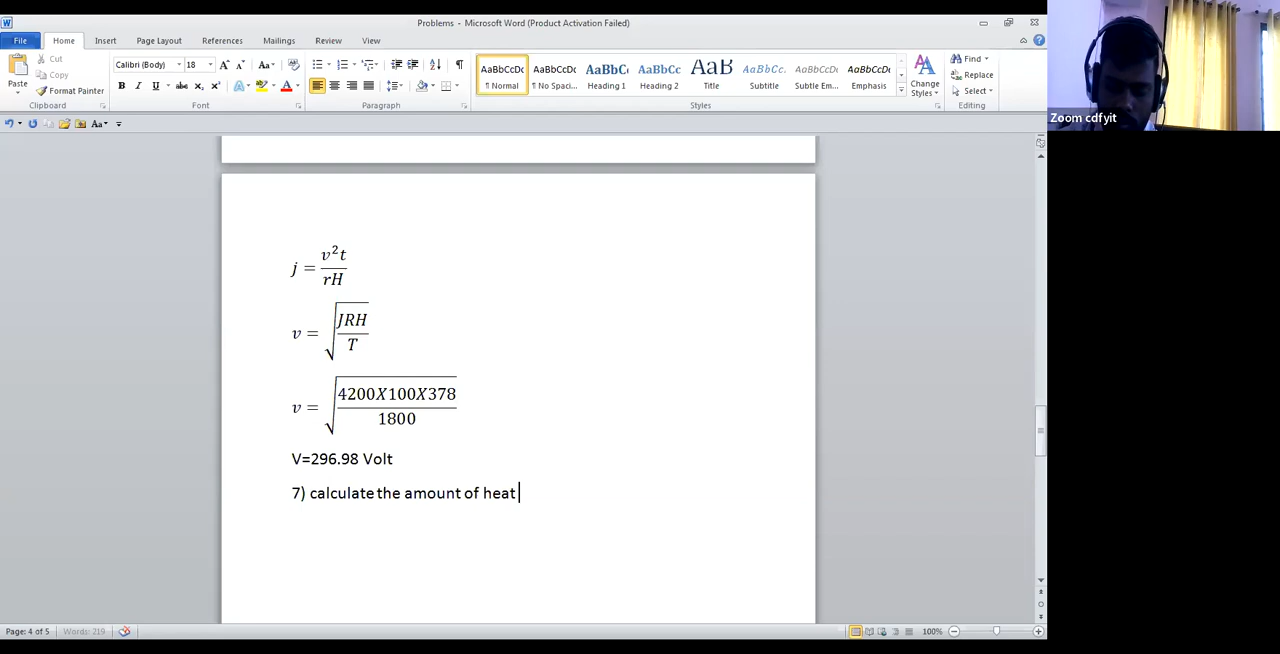 Problems - Microsoft Word (Product Activation Failed)
File Home Insert Page Layout References Mailings Review View
Paste
Cut
Copy
Format Painter
Clipboard
Calibri (Body) 18
Font
Paragraph
AaBbCcDc AaBbCcDc AaBbCc AaBbCc AaB AaBbCc. AaBbCcDc AaBbCcDc
¶ Normal ¶ No Spaci... Heading 1 Heading 2 Title Subtitle Subtle Em... Emphasis
Styles
Change Styles
Find
Replace
Select
Editing
Zoom cdfyit
j = v²t / rH
v = √(JRH / T)
v = √(4200X100X378 / 1800)
V=296.98 Volt
7) calculate the amount of heat
Page: 4 of 5 Words: 219 100%